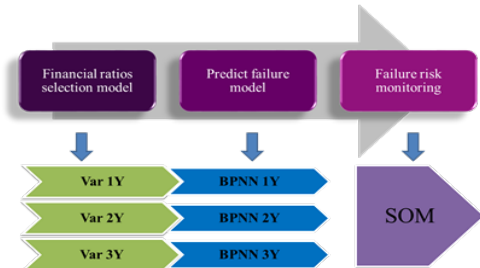 Financial ratios
selection model
Predict failure
model
Failure risk
monitoring
Var 1Y
BPNN 1Y
Var 2Y
BPNN 2Y
Var 3Y
BPNN 3Y
SOM